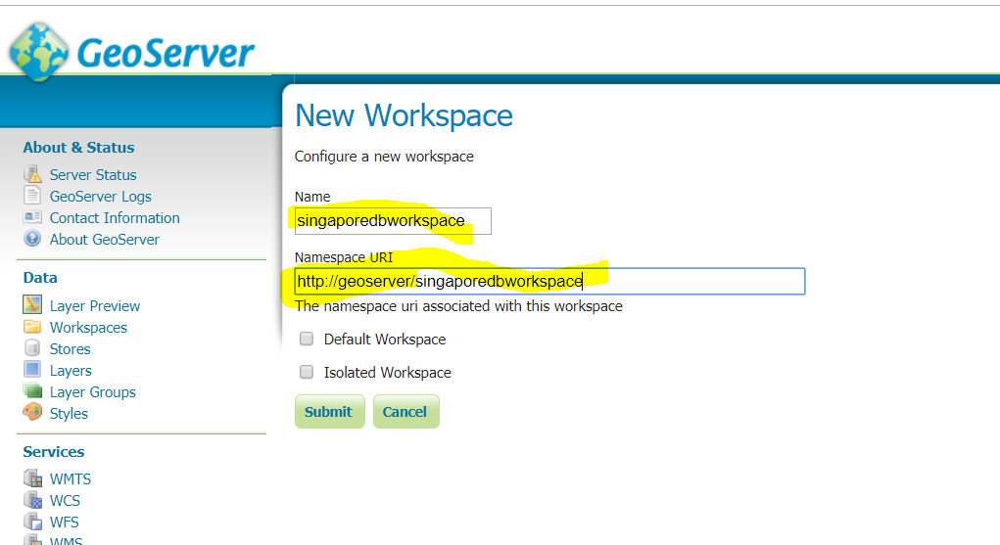 GeoServer
New Workspace
About & Status
Configure a new workspace
Server Status
GeoServer Logs
Contact Information
About GeoServer
Name
singaporedbworkspace
Namespace URI
http://geoserver/singaporedbworkspace
The namespace uri associated with this workspace
Default Workspace
Isolated Workspace
Submit
Cancel
Data
Layer Preview
Workspaces
Stores
Layers
Layer Groups
Styles
Services
WMTS
WCS
WFS
WMS